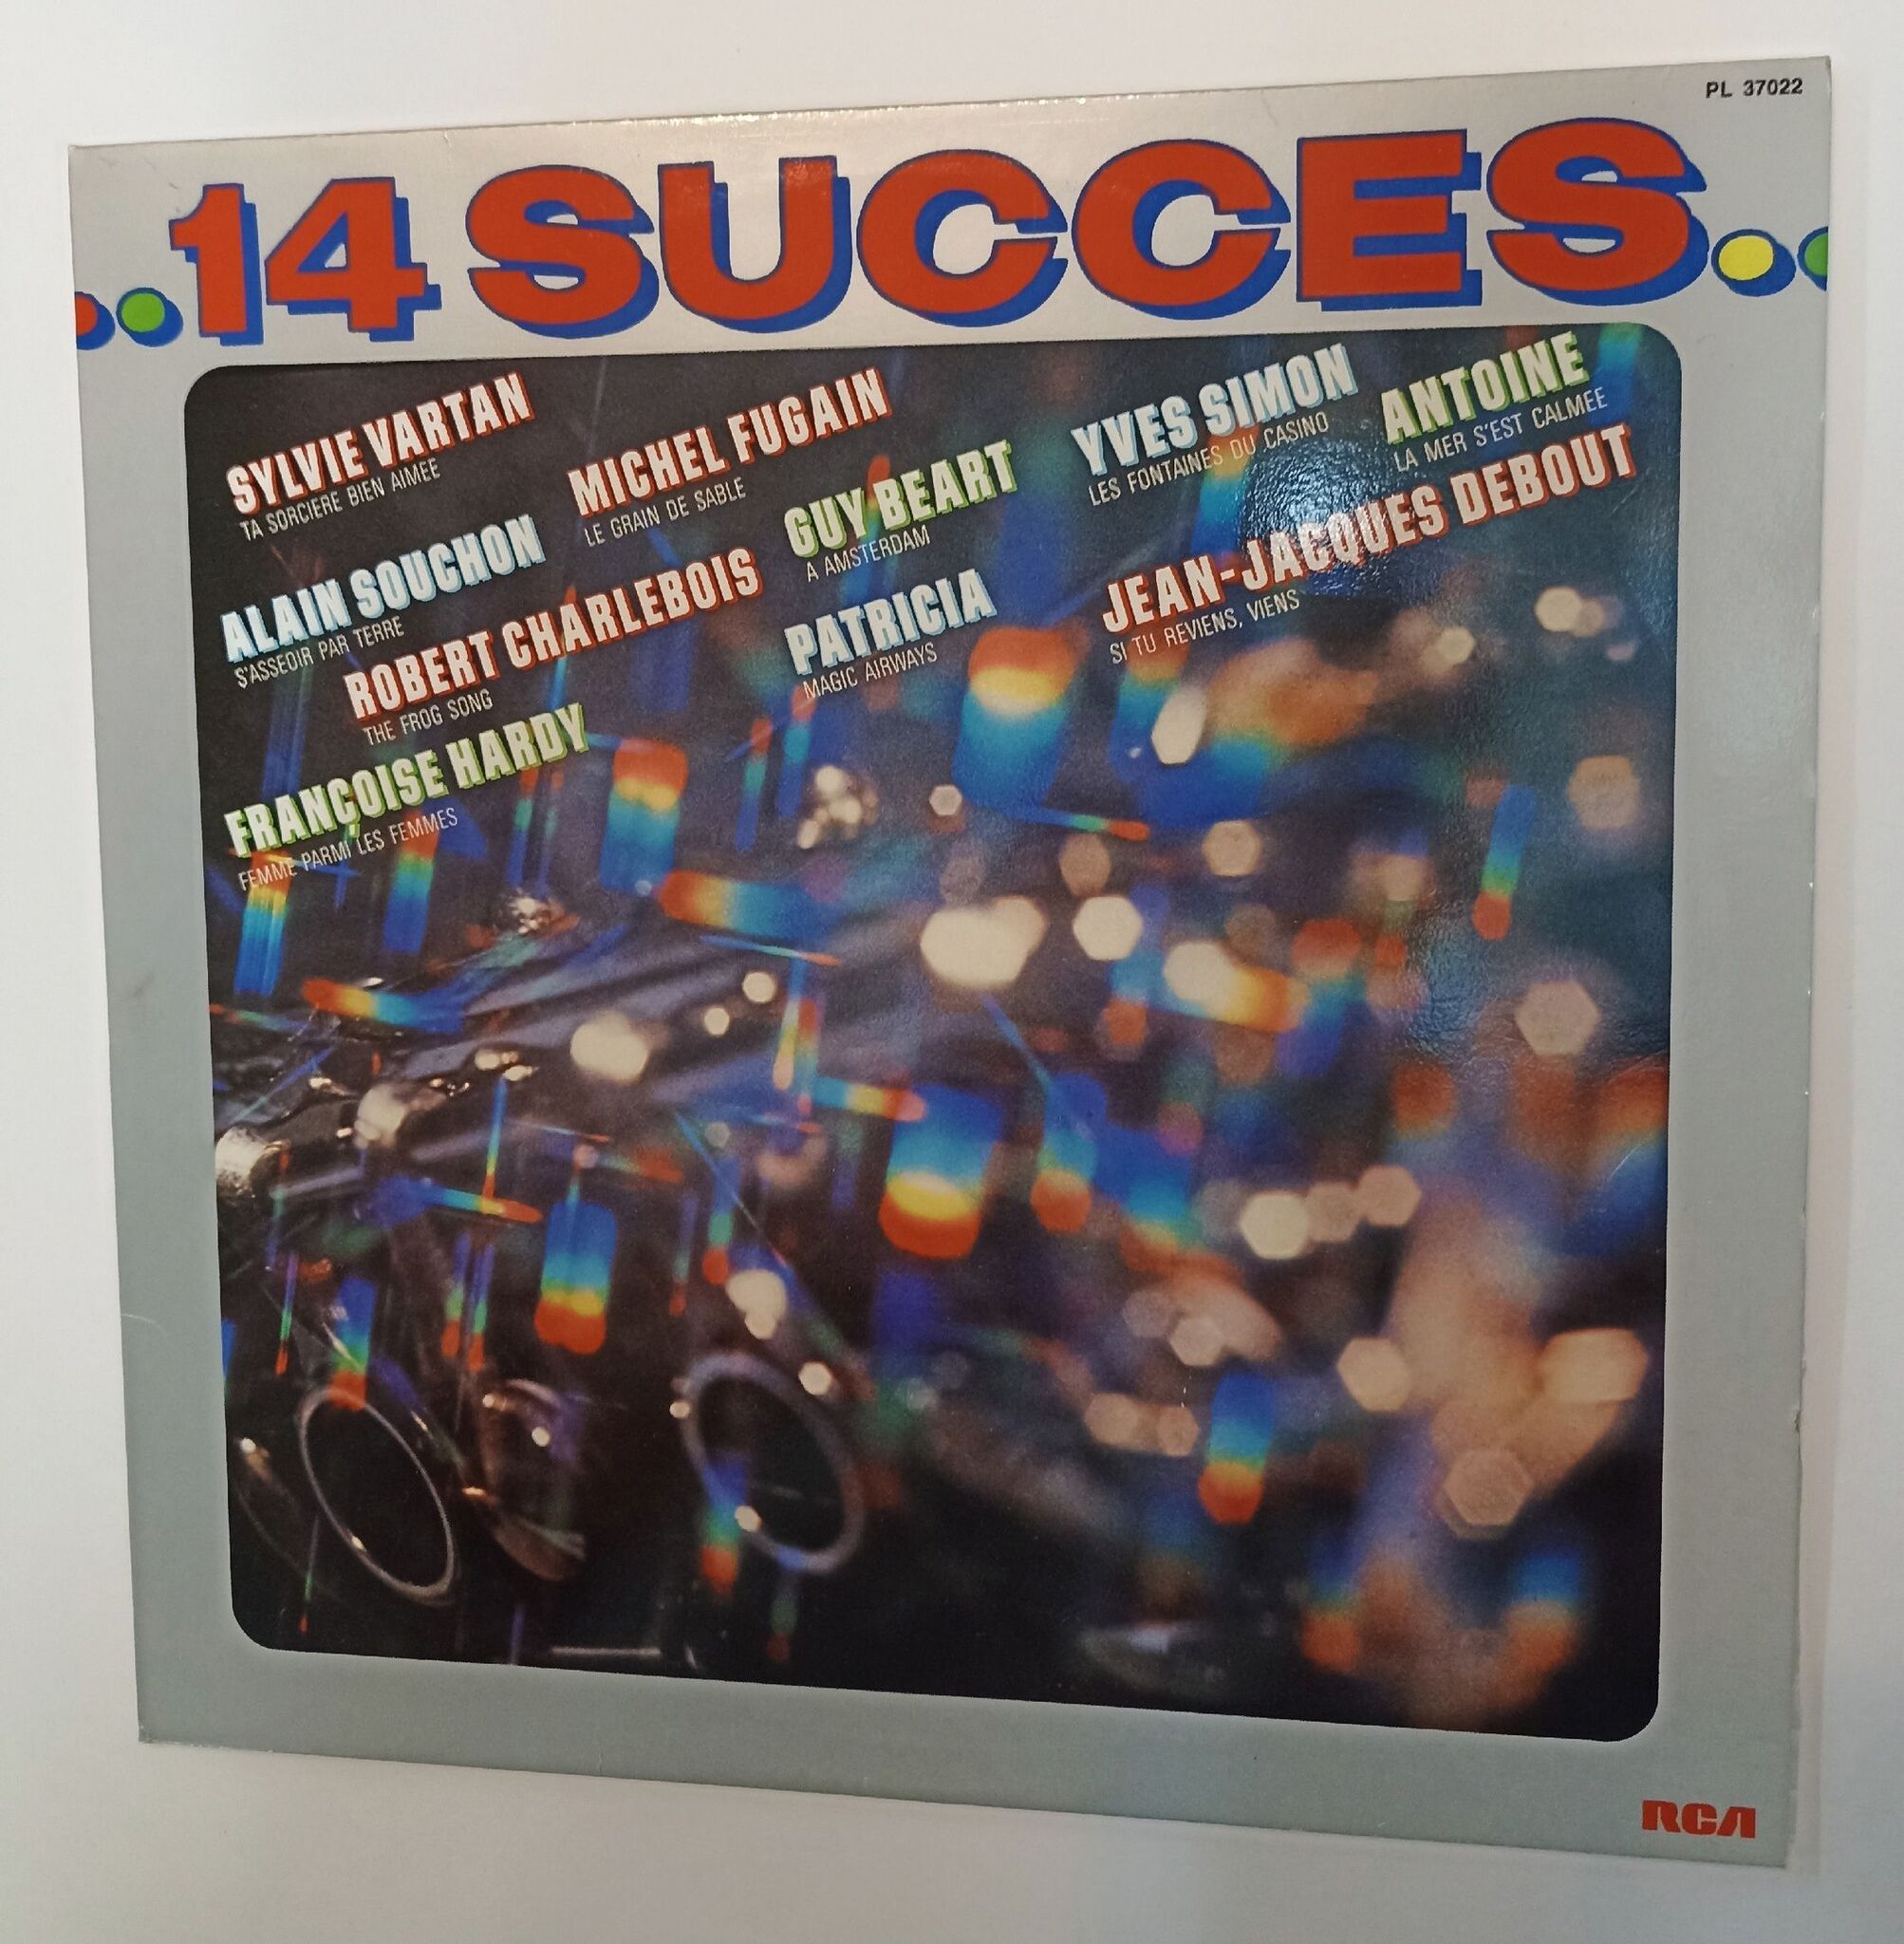 PL 37022
..14 SUCCES..
SYLVIE VARTAN
TA SORCIERE BIEN AIMEE
MICHEL FUGAIN
LE GRAIN DE SABLE
YVES SIMON
LES FONTAINES DU CASINO
ANTOINE
LA MER S'EST CALMEE
ALAIN SOUCHON
S'ASSEOIR PAR TERRE
GUY BEART
A AMSTERDAM
JEAN-JACQUES DEBOUT
SI TU REVIENS, VIENS
ROBERT CHARLEBOIS
THE FROG SONG
PATRICIA
MAGIC AIRWAYS
FRANÇOISE HARDY
FEMME PARMI LES FEMMES
RCA